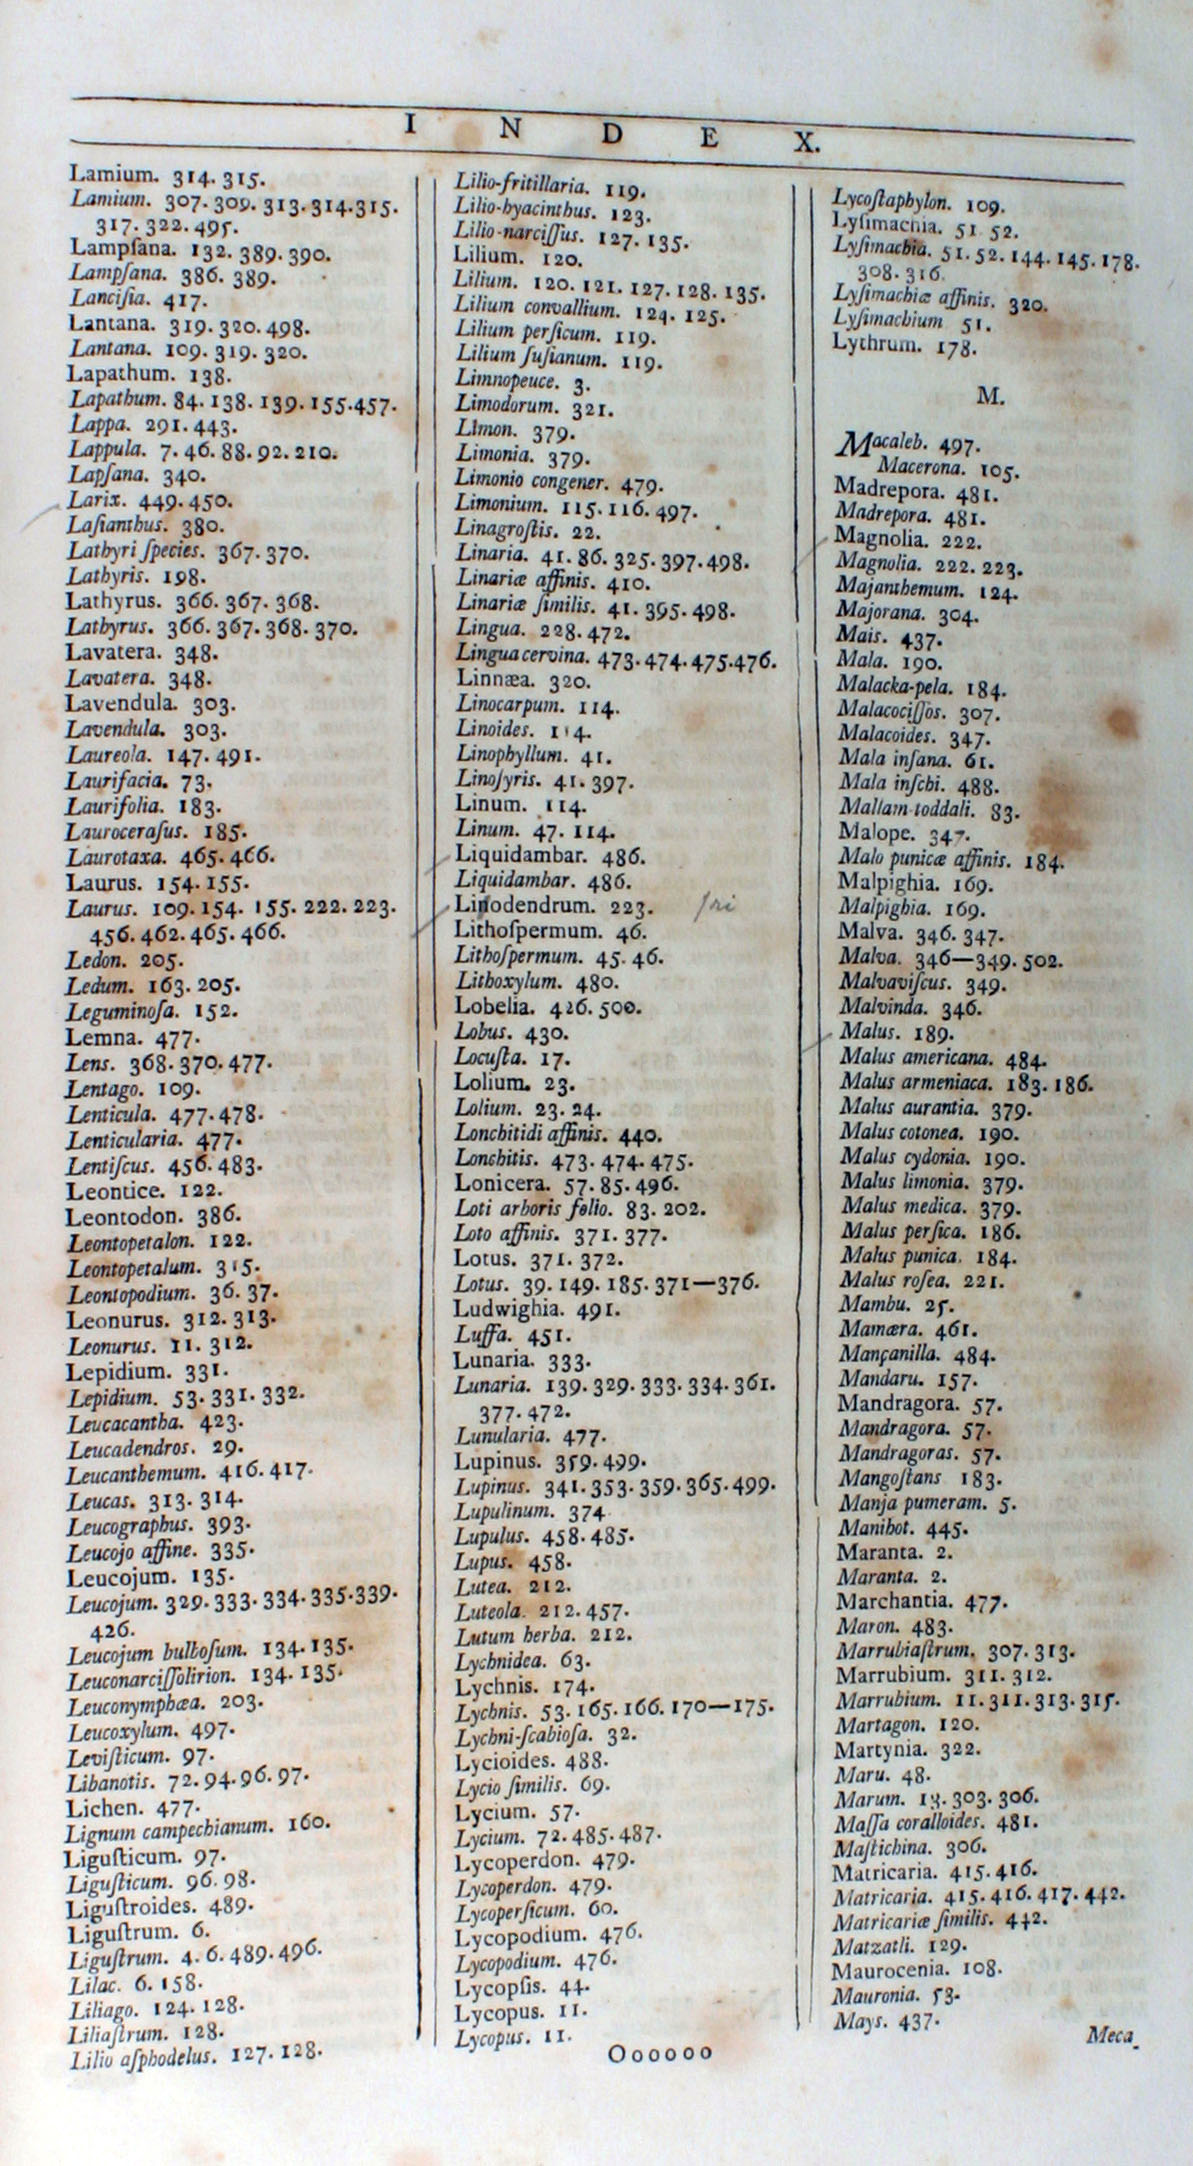 I N D E X.
Lamium. 314. 315.
Lamium. 307. 309. 313. 314. 315.
317. 322. 495.
Lampſana. 132. 389. 390.
Lampſana. 386. 389.
Lanciſia. 417.
Lantana. 319. 320. 498.
Lantana. 109. 319. 320.
Lapathum. 138.
Lapathum. 84. 138. 139. 155. 457.
Lappa. 291. 443.
Lappula. 7. 46. 88. 92. 210.
Lapſana. 340.
Larix. 449. 450.
Laſianthus. 380.
Lathyri ſpecies. 367. 370.
Lathyris. 198.
Lathyrus. 366. 367. 368.
Lathyrus. 366. 367. 368. 370.
Lavatera. 348.
Lavatera. 348.
Lavendula. 303.
Lavendula. 303.
Laureola. 147. 491.
Laurifacia. 73.
Laurifolia. 183.
Lauroceraſus. 185.
Laurotaxa. 465. 466.
Laurus. 154. 155.
Laurus. 109. 154. 155. 222. 223.
456. 462. 465. 466.
Ledon. 205.
Ledum. 163. 205.
Leguminoſa. 152.
Lemna. 477.
Lens. 368. 370. 477.
Lentago. 109.
Lenticula. 477. 478.
Lenticularia. 477.
Lentiſcus. 456. 483.
Leontice. 122.
Leontodon. 386.
Leontopetalon. 122.
Leontopetalum. 315.
Leontopodium. 36. 37.
Leonurus. 312. 313.
Leonurus. 11. 312.
Lepidium. 331.
Lepidium. 53. 331. 332.
Leucacantha. 423.
Leucadendros. 29.
Leucanthemum. 416. 417.
Leucas. 313. 314.
Leucographus. 393.
Leucojo affine. 335.
Leucojum. 135.
Leucojum. 329. 333. 334. 335. 339.
426.
Leucojum bulboſum. 134. 135.
Leuconarciſſolirion. 134. 135.
Leuconymphæa. 203.
Leucoxylum. 497.
Leviſticum. 97.
Libanotis. 72. 94. 96. 97.
Lichen. 477.
Lignum campechianum. 160.
Liguſticum. 97.
Liguſticum. 96. 98.
Liguſtroides. 489.
Liguſtrum. 6.
Liguſtrum. 4. 6. 489. 496.
Lilac. 6. 158.
Liliago. 124. 128.
Liliaſtrum. 128.
Lilio aſphodelus. 127. 128.
Lilio-fritillaria. 119.
Lilio-hyacinthus. 123.
Lilio-narciſſus. 127. 135.
Lilium. 120.
Lilium. 120. 121. 127. 128. 135.
Lilium convallium. 124. 125.
Lilium perſicum. 119.
Lilium ſuſianum. 119.
Limnopeuce. 3.
Limodorum. 321.
Limon. 379.
Limonia. 379.
Limonio congener. 479.
Limonium. 115. 116. 497.
Linagroſtis. 22.
Linaria. 41. 86. 325. 397. 498.
Linariæ affinis. 410.
Linariæ ſimilis. 41. 395. 498.
Lingua. 228. 472.
Lingua cervina. 473. 474. 475. 476.
Linnæa. 320.
Linocarpum. 114.
Linoides. 114.
Linophyllum. 41.
Linoſyris. 41. 397.
Linum. 114.
Linum. 47. 114.
Liquidambar. 486.
Liquidambar. 486.
Linodendrum. 223. /ri
Lithoſpermum. 46.
Lithoſpermum. 45. 46.
Lithoxylum. 480.
Lobelia. 426. 500.
Lobus. 430.
Locuſta. 17.
Lolium. 23.
Lolium. 23. 24.
Lonchitidi affinis. 440.
Lonchitis. 473. 474. 475.
Lonicera. 57. 85. 496.
Loti arboris folio. 83. 202.
Loto affinis. 371. 377.
Lotus. 371. 372.
Lotus. 39. 149. 185. 371—376.
Ludwighia. 491.
Luffa. 451.
Lunaria. 333.
Lunaria. 139. 329. 333. 334. 361.
377. 472.
Lunularia. 477.
Lupinus. 359. 499.
Lupinus. 341. 353. 359. 365. 499.
Lupulinum. 374
Lupulus. 458. 485.
Lupus. 458.
Lutea. 212.
Luteola. 212. 457.
Lutum herba. 212.
Lychnidea. 63.
Lychnis. 174.
Lychnis. 53. 165. 166. 170—175.
Lychni-ſcabioſa. 32.
Lycioides. 488.
Lycio ſimilis. 69.
Lycium. 57.
Lycium. 72. 485. 487.
Lycoperdon. 479.
Lycoperdon. 479.
Lycoperſicum. 60.
Lycopodium. 476.
Lycopodium. 476.
Lycopſis. 44.
Lycopus. 11.
Lycopus. 11.
Oooooo
Lycoſtaphylon. 109.
Lyſimachia. 51. 52.
Lyſimachia. 51. 52. 144. 145. 178.
308. 316.
Lyſimachiæ affinis. 320.
Lyſimachium 51.
Lythrum. 178.
M.
Macaleb. 497.
Macerona. 105.
Madrepora. 481.
Madrepora. 481.
Magnolia. 222.
Magnolia. 222. 223.
Majanthemum. 124.
Majorana. 304.
Mais. 437.
Mala. 190.
Malacka-pela. 184.
Malacociſſos. 307.
Malacoides. 347.
Mala inſana. 61.
Mala inſchi. 488.
Mallam-toddali. 83.
Malope. 347.
Malo punicæ affinis. 184.
Malpighia. 169.
Malpighia. 169.
Malva. 346. 347.
Malva. 346—349. 502.
Malvaviſcus. 349.
Malvinda. 346.
Malus. 189.
Malus americana. 484.
Malus armeniaca. 183. 186.
Malus aurantia. 379.
Malus cotonea. 190.
Malus cydonia. 190.
Malus limonia. 379.
Malus medica. 379.
Malus perſica. 186.
Malus punica. 184.
Malus roſea. 221.
Mambu. 25.
Mamæra. 461.
Mançanilla. 484.
Mandaru. 157.
Mandragora. 57.
Mandragora. 57.
Mandragoras. 57.
Mangoſtans 183.
Manja pumeram. 5.
Manihot. 445.
Maranta. 2.
Maranta. 2.
Marchantia. 477.
Maron. 483.
Marrubiaſtrum. 307. 313.
Marrubium. 311. 312.
Marrubium. 11. 311. 313. 315.
Martagon. 120.
Martynia. 322.
Maru. 48.
Marum. 13. 303. 306.
Maſſa coralloides. 481.
Maſtichina. 306.
Matricaria. 415. 416.
Matricaria. 415. 416. 417. 442.
Matricariæ ſimilis. 442.
Matzatli. 129.
Maurocenia. 108.
Mauronia. 53.
Mays. 437.
Meca